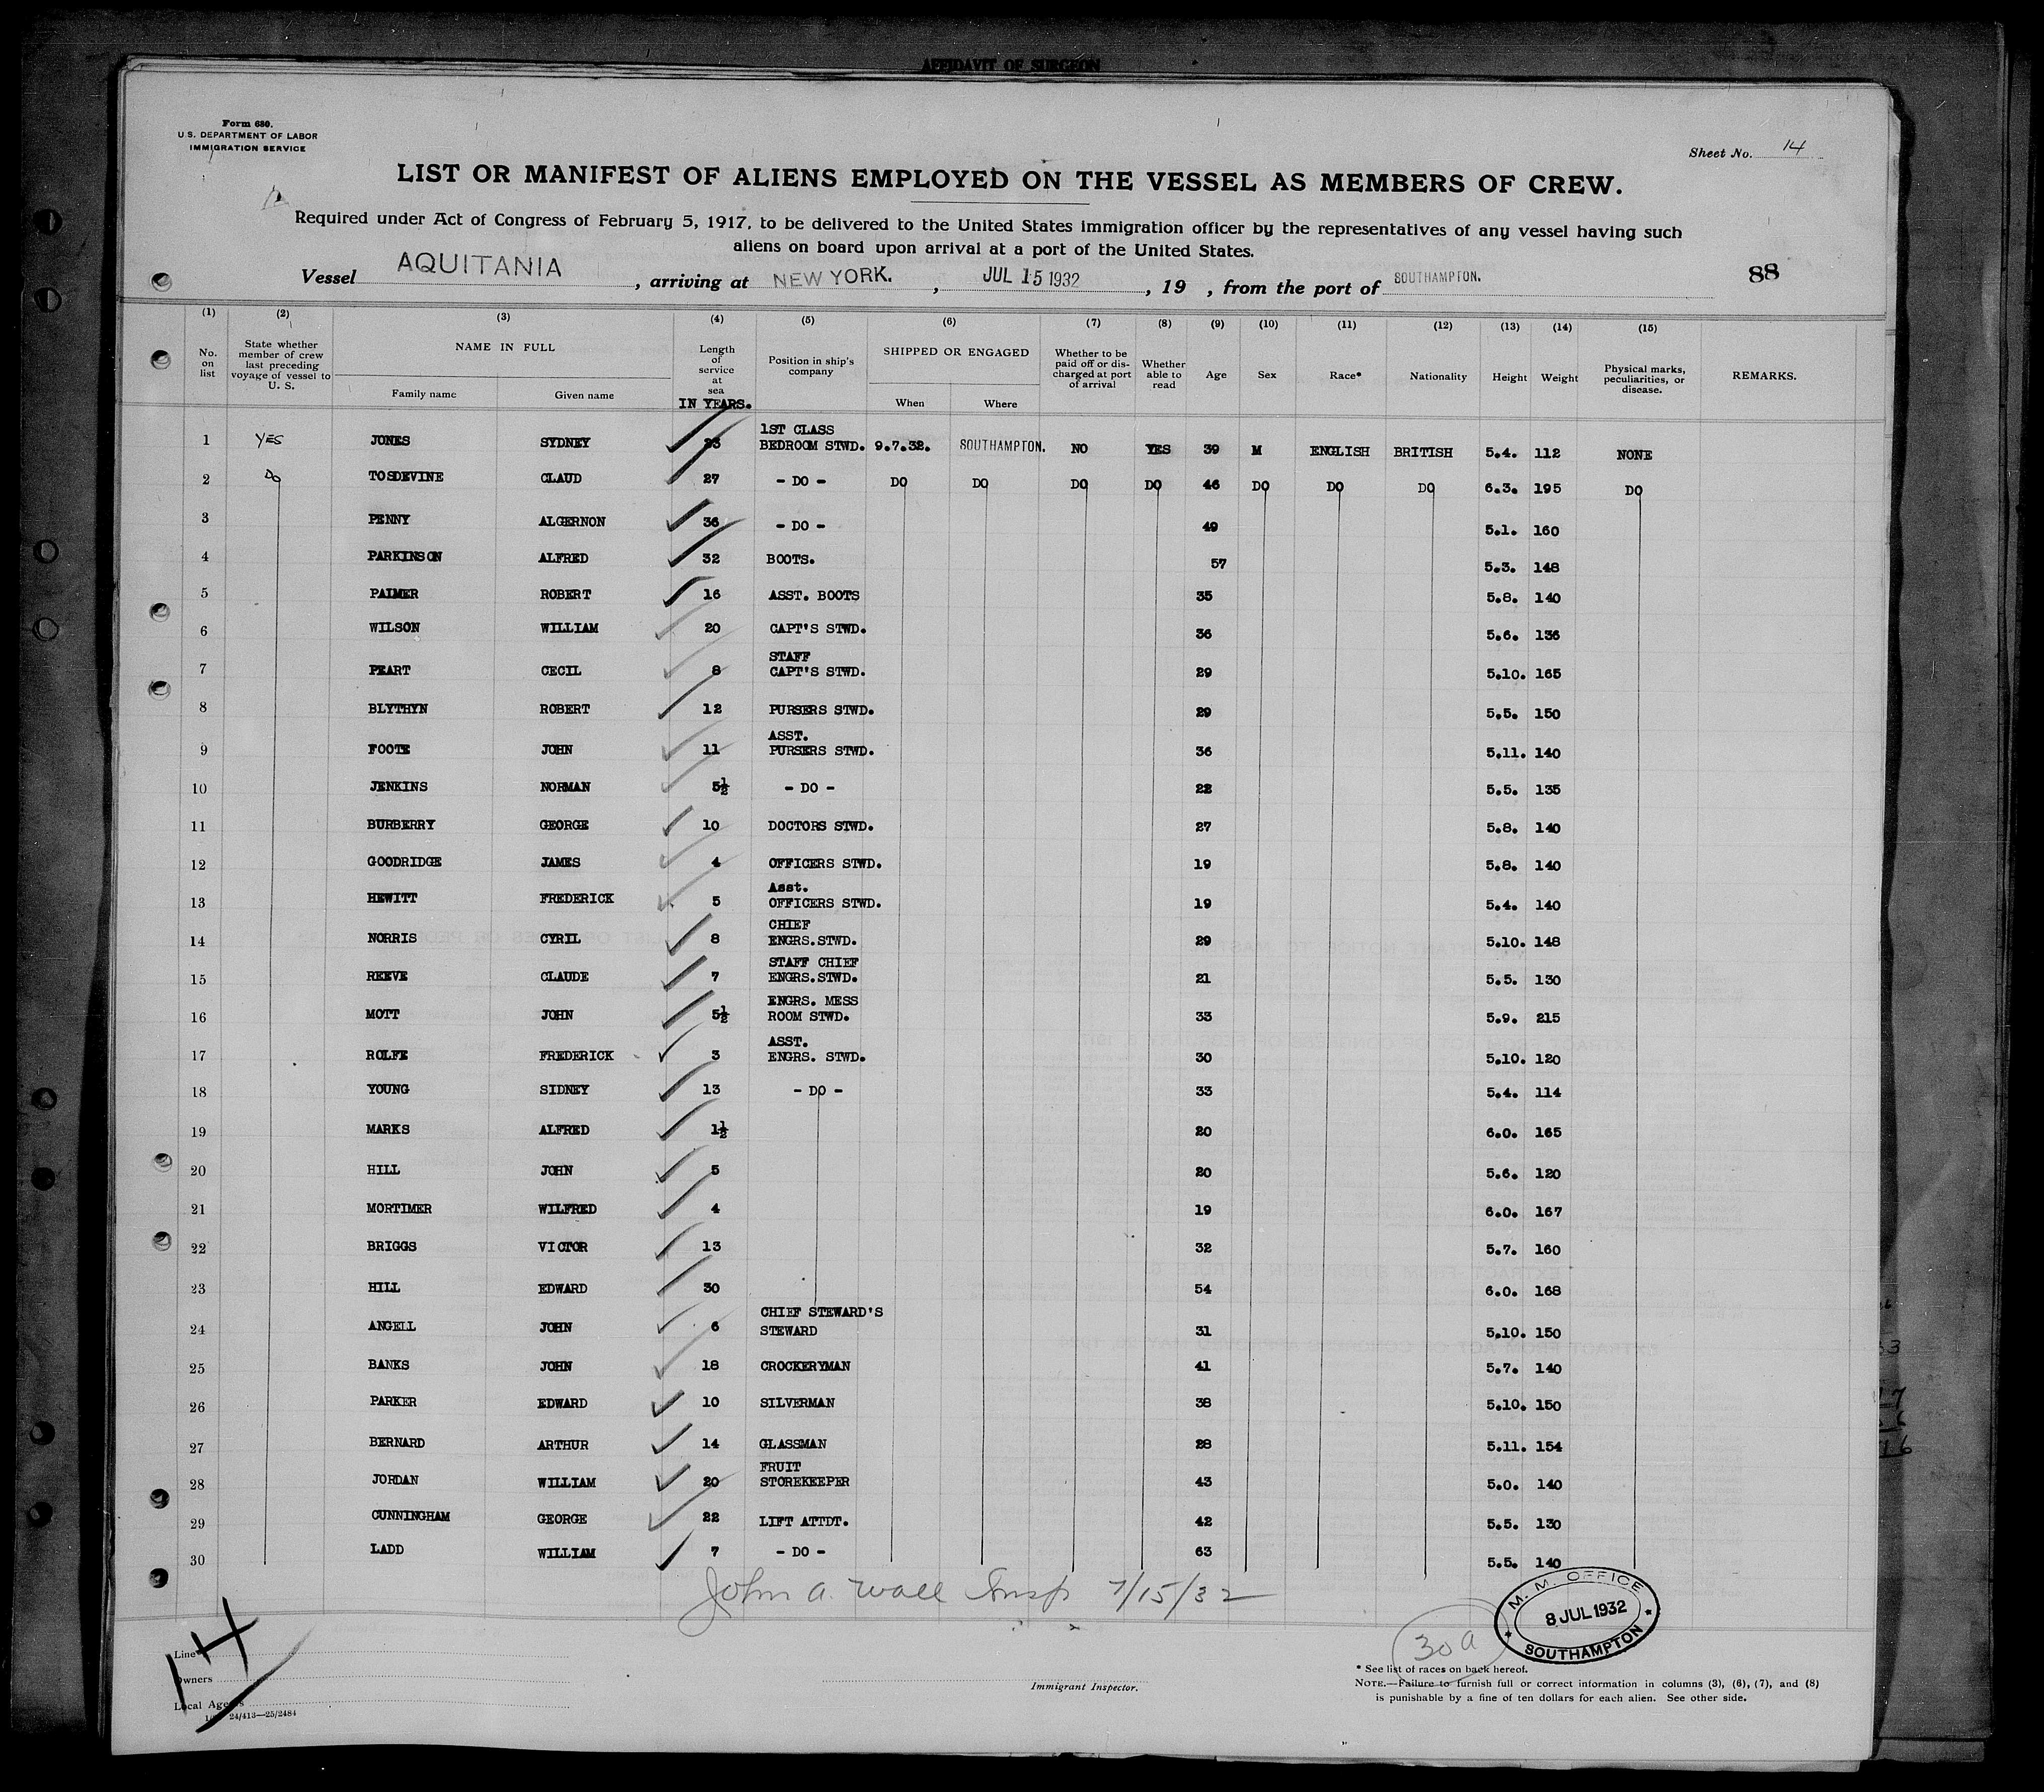 AFFIDAVIT OF SURGEON
Form 680.
U.S. DEPARTMENT OF LABOR
IMMIGRATION SERVICE
Sheet No. 14
LIST OR MANIFEST OF ALIENS EMPLOYED ON THE VESSEL AS MEMBERS OF CREW.
Required under Act of Congress of February 5, 1917, to be delivered to the United States immigration officer by the representatives of any vessel having such
aliens on board upon arrival at a port of the United States.
Vessel AQUITANIA , arriving at NEW YORK. , JUL 15 1932 , 19 , from the port of SOUTHAMPTON. 88
(1) (2) (3) (4) (5) (6) (7) (8) (9) (10) (11) (12) (13) (14) (15)
No. on list State whether member of crew last preceding voyage of vessel to U. S. NAME IN FULL Family name Given name Length of service at sea IN YEARS. Position in ship's company SHIPPED OR ENGAGED When Where Whether to be paid off or discharged at port of arrival Whether able to read Age Sex Race* Nationality Height Weight Physical marks, peculiarities, or disease. REMARKS.
1 YES JONES SYDNEY 23 1ST CLASS BEDROOM STWD. 9.7.32. SOUTHAMPTON. NO YES 39 M ENGLISH BRITISH 5.4. 112 NONE
2 Do TOSDEVINE CLAUD 27 - DO - DO DO DO DO 46 DO DO DO 6.3. 195 DO
3 PENNY ALGERNON 36 - DO - 49 5.1. 160
4 PARKINSON ALFRED 32 BOOTS. 57 5.3. 148
5 PALMER ROBERT 16 ASST. BOOTS 35 5.8. 140
6 WILSON WILLIAM 20 CAPT'S STWD. 36 5.6. 136
7 PEART CECIL 8 STAFF CAPT'S STWD. 29 5.10. 165
8 BLYTHYN ROBERT 12 PURSERS STWD. 29 5.5. 150
9 FOOTE JOHN 11 ASST. PURSERS STWD. 36 5.11. 140
10 JENKINS NORMAN 5½ - DO - 22 5.5. 135
11 BURBERRY GEORGE 10 DOCTORS STWD. 27 5.8. 140
12 GOODRIDGE JAMES 4 OFFICERS STWD. 19 5.8. 140
13 HEWITT FREDERICK 5 Asst. OFFICERS STWD. 19 5.4. 140
14 NORRIS CYRIL 8 CHIEF ENGRS.STWD. 29 5.10. 148
15 REEVE CLAUDE 7 STAFF CHIEF ENGRS.STWD. 21 5.5. 130
16 MOTT JOHN 5½ ENGRS. MESS ROOM STWD. 33 5.9. 215
17 ROLFE FREDERICK 3 ASST. ENGRS. STWD. 30 5.10. 120
18 YOUNG SIDNEY 13 - DO - 33 5.4. 114
19 MARKS ALFRED 1½ 20 6.0. 165
20 HILL JOHN 5 20 5.6. 120
21 MORTIMER WILFRED 4 19 6.0. 167
22 BRIGGS VICTOR 13 32 5.7. 160
23 HILL EDWARD 30 54 6.0. 168
24 ANGELL JOHN 6 CHIEF STEWARD'S STEWARD 31 5.10. 150
25 BANKS JOHN 18 CROCKERYMAN 41 5.7. 140
26 PARKER EDWARD 10 SILVERMAN 38 5.10. 150
27 BERNARD ARTHUR 14 GLASSMAN 28 5.11. 154
28 JORDAN WILLIAM 20 FRUIT STOREKEEPER 43 5.0. 140
29 CUNNINGHAM GEORGE 22 LIFT ATTDT. 42 5.5. 130
30 LADD WILLIAM 7 - DO - 63 5.5. 140
John A. Wall Insp 7/15/32
M. M. OFFICE
8 JUL 1932
SOUTHAMPTON
30 a
14
Line
Owners
Local Agents
24/413—25/2484
Immigrant Inspector.
* See list of races on back hereof.
NOTE.—Failure to furnish full or correct information in columns (3), (6), (7), and (8)
is punishable by a fine of ten dollars for each alien. See other side.